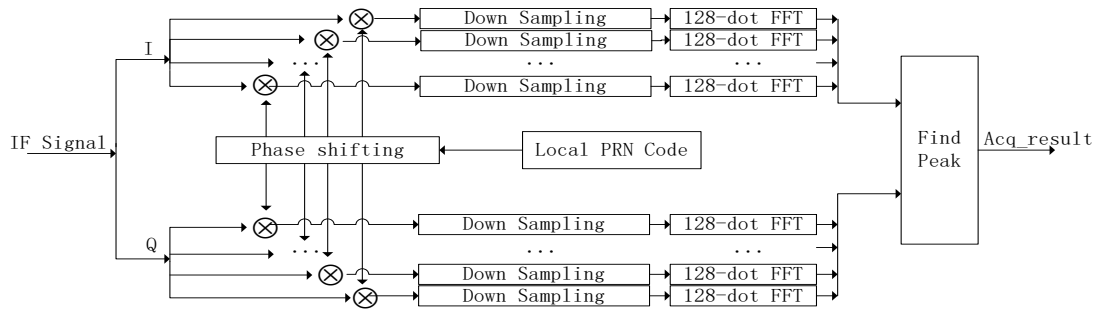 Down Sampling 128-dot FFT
I Down Sampling 128-dot FFT
... ... ...
Down Sampling 128-dot FFT
IF Signal Phase shifting Local PRN Code Find Peak Acq_result
Down Sampling 128-dot FFT
Q ... ... ...
Down Sampling 128-dot FFT
Down Sampling 128-dot FFT